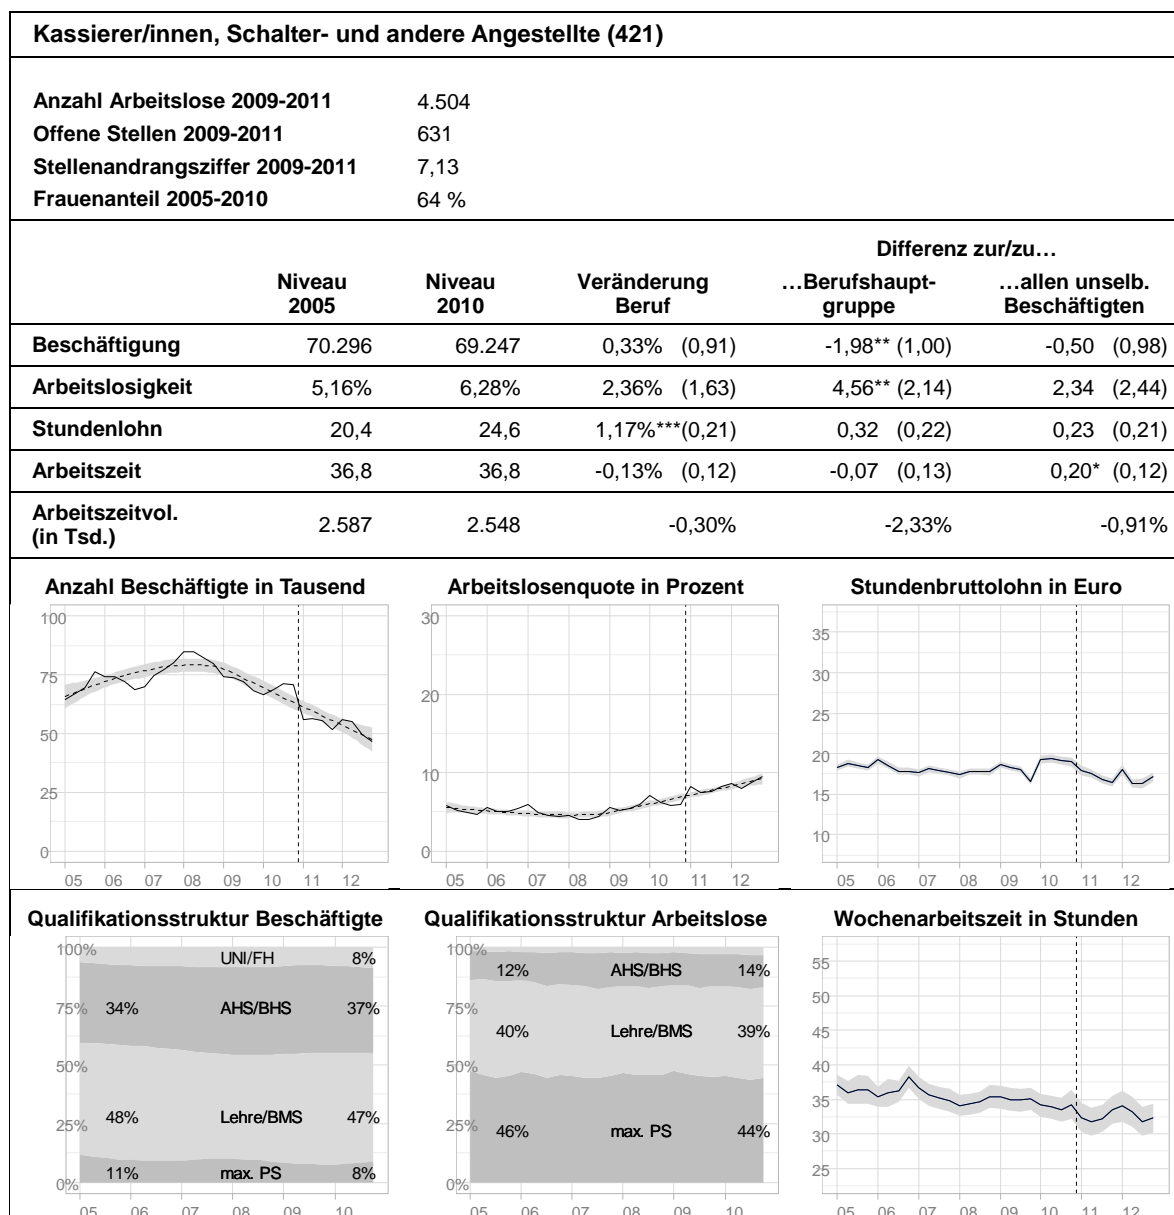 Kassierer/innen, Schalter- und andere Angestellte (421)
Anzahl Arbeitslose 2009-2011 4.504
Offene Stellen 2009-2011 631
Stellenandrangsziffer 2009-2011 7,13
Frauenanteil 2005-2010 64 %
Differenz zur/zu…
Niveau Niveau Veränderung …Berufshaupt- …allen unselb.
2005 2010 Beruf gruppe Beschäftigten
Beschäftigung 70.296 69.247 0,33% (0,91) -1,98** (1,00) -0,50 (0,98)
Arbeitslosigkeit 5,16% 6,28% 2,36% (1,63) 4,56** (2,14) 2,34 (2,44)
Stundenlohn 20,4 24,6 1,17%***(0,21) 0,32 (0,22) 0,23 (0,21)
Arbeitszeit 36,8 36,8 -0,13% (0,12) -0,07 (0,13) 0,20* (0,12)
Arbeitszeitvol.
(in Tsd.) 2.587 2.548 -0,30% -2,33% -0,91%
Anzahl Beschäftigte in Tausend
100
75
50
25
0
05 06 07 08 09 10 11 12
Arbeitslosenquote in Prozent
30
20
10
0
05 06 07 08 09 10 11 12
Stundenbruttolohn in Euro
35
30
25
20
15
10
05 06 07 08 09 10 11 12
Qualifikationsstruktur Beschäftigte
100% UNI/FH 8%
75% 34% AHS/BHS 37%
50%
25% 48% Lehre/BMS 47%
11% max. PS 8%
0%
05 06 07 08 09 10
Qualifikationsstruktur Arbeitslose
100%
12% AHS/BHS 14%
75%
40% Lehre/BMS 39%
50%
25% 46% max. PS 44%
0%
05 06 07 08 09 10
Wochenarbeitszeit in Stunden
55
50
45
40
35
30
25
05 06 07 08 09 10 11 12